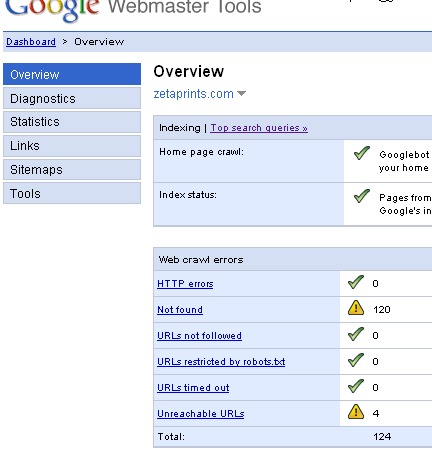 Google Webmaster Tools
Dashboard > Overview
Overview
Diagnostics
Statistics
Links
Sitemaps
Tools
Overview
zetaprints.com
Indexing | Top search queries »
Home page crawl: Googlebot
your home
Index status: Pages from
Google's in
Web crawl errors
HTTP errors 0
Not found 120
URLs not followed 0
URLs restricted by robots.txt 0
URLs timed out 0
Unreachable URLs 4
Total: 124